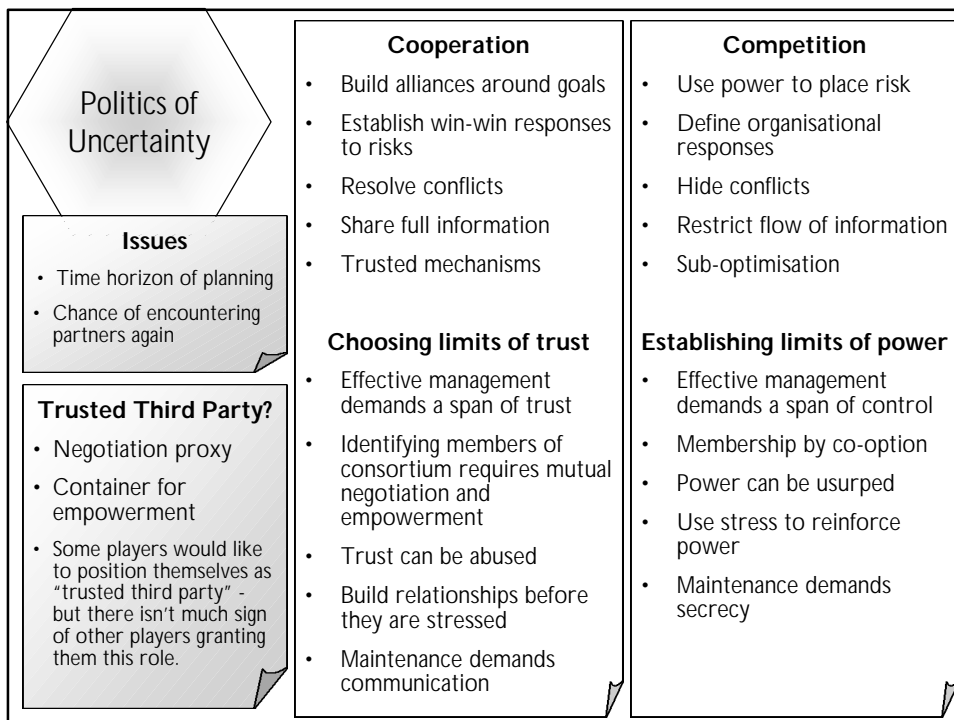 Politics of
Uncertainty
Issues
• Time horizon of planning
• Chance of encountering
partners again
Trusted Third Party?
• Negotiation proxy
• Container for
empowerment
• Some players would like
to position themselves as
“trusted third party” -
but there isn’t much sign
of other players granting
them this role.
Cooperation
• Build alliances around goals
• Establish win-win responses
to risks
• Resolve conflicts
• Share full information
• Trusted mechanisms
Choosing limits of trust
• Effective management
demands a span of trust
• Identifying members of
consortium requires mutual
negotiation and
empowerment
• Trust can be abused
• Build relationships before
they are stressed
• Maintenance demands
communication
Competition
• Use power to place risk
• Define organisational
responses
• Hide conflicts
• Restrict flow of information
• Sub-optimisation
Establishing limits of power
• Effective management
demands a span of control
• Membership by co-option
• Power can be usurped
• Use stress to reinforce
power
• Maintenance demands
secrecy